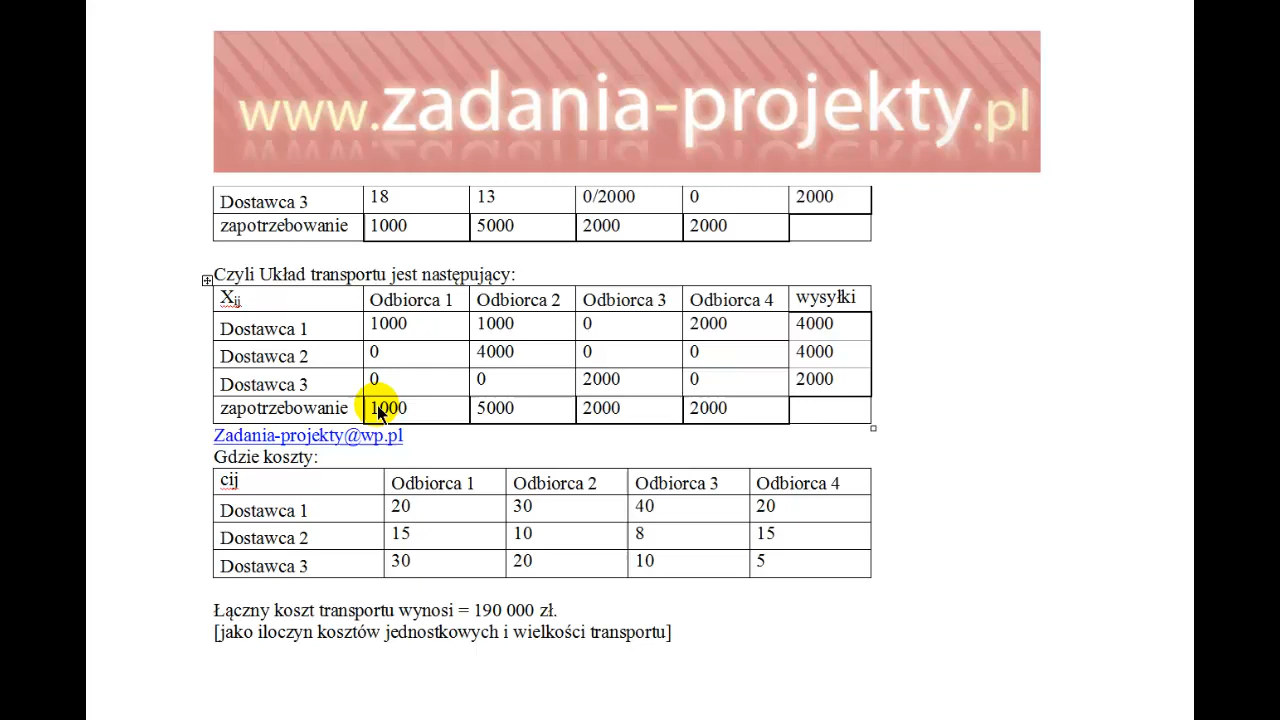 www.zadania-projekty.pl
Dostawca 3 18 13 0/2000 0 2000
zapotrzebowanie 1000 5000 2000 2000
Czyli Układ transportu jest następujący:
Xij Odbiorca 1 Odbiorca 2 Odbiorca 3 Odbiorca 4 wysyłki
Dostawca 1 1000 1000 0 2000 4000
Dostawca 2 0 4000 0 0 4000
Dostawca 3 0 0 2000 0 2000
zapotrzebowanie 1000 5000 2000 2000
Zadania-projekty@wp.pl
Gdzie koszty:
cij Odbiorca 1 Odbiorca 2 Odbiorca 3 Odbiorca 4
Dostawca 1 20 30 40 20
Dostawca 2 15 10 8 15
Dostawca 3 30 20 10 5
Łączny koszt transportu wynosi = 190 000 zł.
[jako iloczyn kosztów jednostkowych i wielkości transportu]